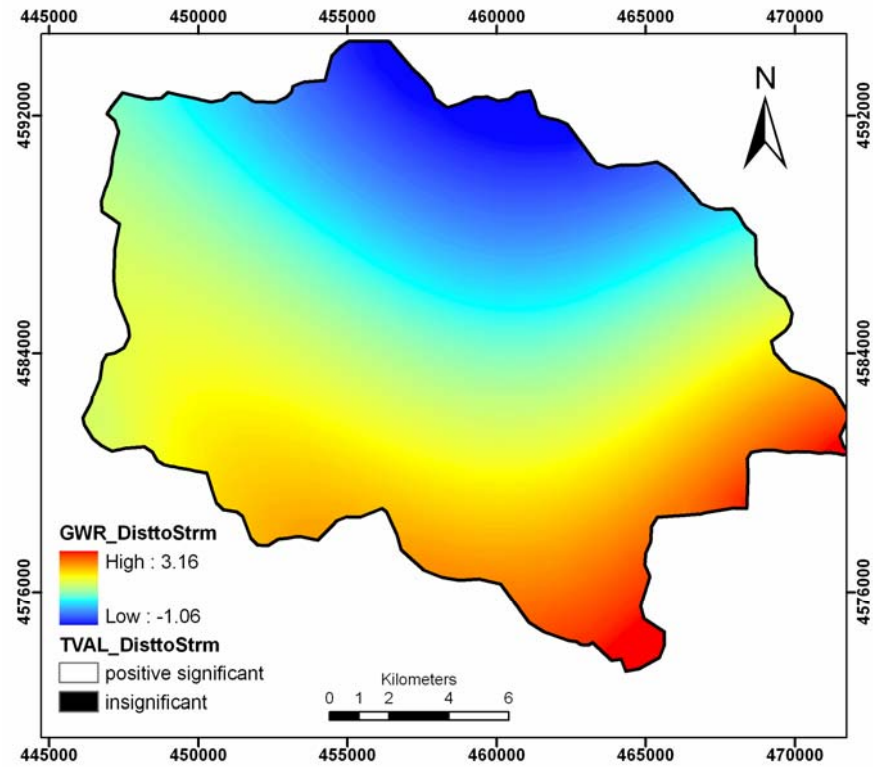 445000 450000 455000 460000 465000 470000
4592000 4592000
N
4584000 4584000
4576000 4576000
GWR_DisttoStrm
High : 3.16
Low : -1.06
TVAL_DisttoStrm
positive significant
insignificant
Kilometers
0 1 2 4 6
445000 450000 455000 460000 465000 470000